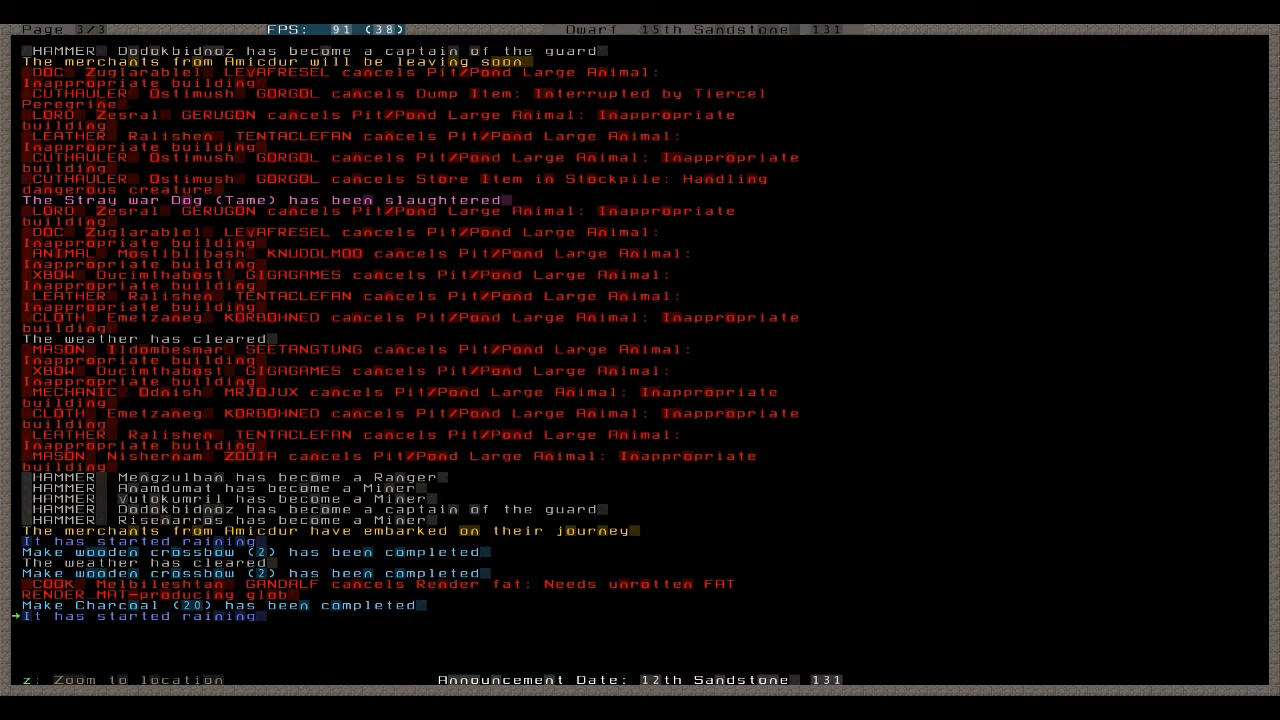 Page 3/3 FPS: 91 (38) Dwarf 15th Sandstone 131
HAMMER Dodokbidnoz has become a captain of the guard
The merchants from Amicdur will be leaving soon
DOC Zuglarablel LEVAFRESEL cancels Pit/Pond Large Animal:
Inappropriate building
CUTHAULER Ostimush GORGOL cancels Dump Item: Interrupted by Tiercel
Peregrine
LORD Zesral GERUGON cancels Pit/Pond Large Animal: Inappropriate
building
LEATHER Ralishen TENTACLEFAN cancels Pit/Pond Large Animal:
Inappropriate building
CUTHAULER Ostimush GORGOL cancels Pit/Pond Large Animal: Inappropriate
building
CUTHAULER Ostimush GORGOL cancels Store Item in Stockpile: Handling
dangerous creature
The Stray war Dog (Tame) has been slaughtered
LORD Zesral GERUGON cancels Pit/Pond Large Animal: Inappropriate
building
DOC Zuglarablel LEVAFRESEL cancels Pit/Pond Large Animal:
Inappropriate building
ANIMAL Mostiblibash KNUDDLMOO cancels Pit/Pond Large Animal:
Inappropriate building
XBOW Ducimthabost GIGAGAMES cancels Pit/Pond Large Animal:
Inappropriate building
LEATHER Ralishen TENTACLEFAN cancels Pit/Pond Large Animal:
Inappropriate building
CLOTH Emetzaneg KORBOHNED cancels Pit/Pond Large Animal: Inappropriate
building
The weather has cleared
MASON Ildombesmar SEETANGTUNG cancels Pit/Pond Large Animal:
Inappropriate building
XBOW Ducimthabost GIGAGAMES cancels Pit/Pond Large Animal:
Inappropriate building
MECHANIC Odnish MRJOJUX cancels Pit/Pond Large Animal: Inappropriate
building
CLOTH Emetzaneg KORBOHNED cancels Pit/Pond Large Animal: Inappropriate
building
LEATHER Ralishen TENTACLEFAN cancels Pit/Pond Large Animal:
Inappropriate building
MASON Nishernam ZODIA cancels Pit/Pond Large Animal: Inappropriate
building
HAMMER Mengzulban has become a Ranger
HAMMER Anamdumat has become a Miner
HAMMER Vutokumril has become a Miner
HAMMER Dodokbidnoz has become a captain of the guard
HAMMER Risenarros has become a Miner
The merchants from Amicdur have embarked on their journey
It has started raining
Make wooden crossbow (2) has been completed
The weather has cleared
Make wooden crossbow (2) has been completed
COOK Melbileshtan GANDALF cancels Render fat: Needs unrotten FAT
RENDER_MAT-producing glob
Make Charcoal (20) has been completed
It has started raining
z: Zoom to location Announcement Date: 12th Sandstone 131